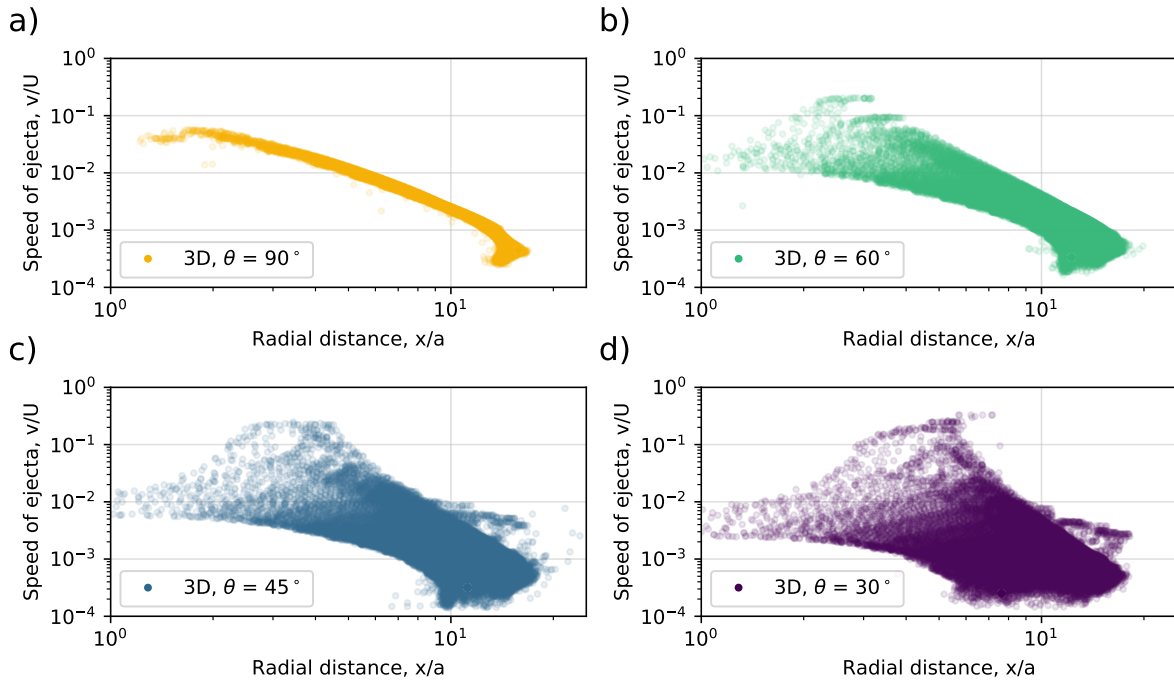 a)
10^0
10^-1
10^-2
10^-3
10^-4
Speed of ejecta, v/U
3D, θ = 90°
10^0
10^1
Radial distance, x/a
b)
10^0
10^-1
10^-2
10^-3
10^-4
Speed of ejecta, v/U
3D, θ = 60°
10^0
10^1
Radial distance, x/a
c)
10^0
10^-1
10^-2
10^-3
10^-4
Speed of ejecta, v/U
3D, θ = 45°
10^0
10^1
Radial distance, x/a
d)
10^0
10^-1
10^-2
10^-3
10^-4
Speed of ejecta, v/U
3D, θ = 30°
10^0
10^1
Radial distance, x/a